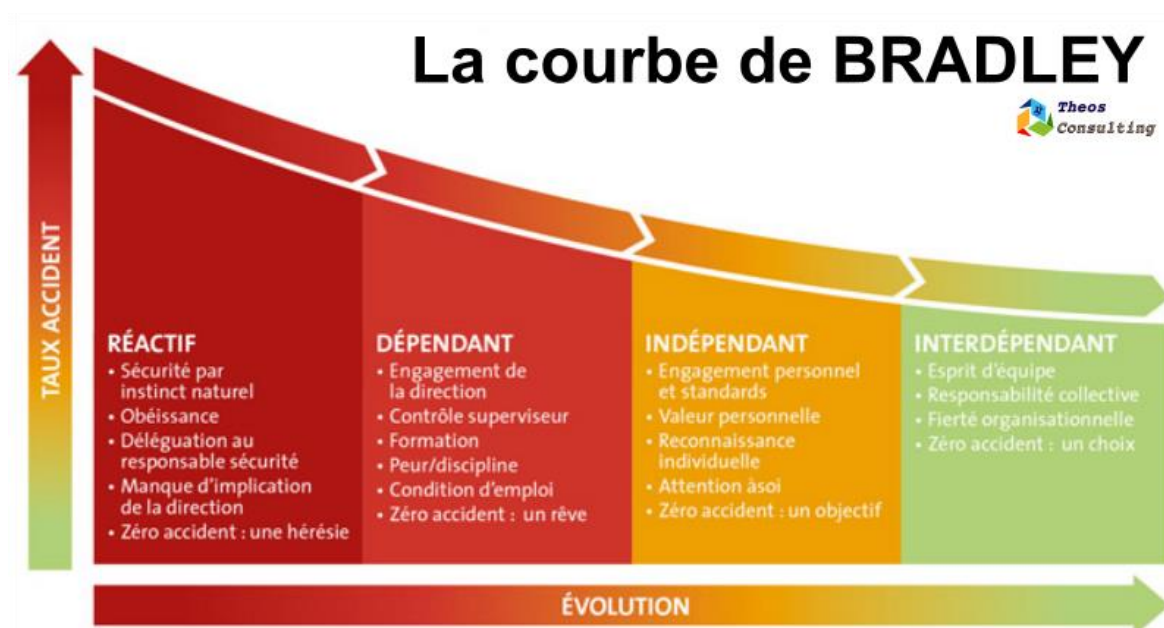 La courbe de BRADLEY
Theos
Consulting
TAUX ACCIDENT
RÉACTIF
• Sécurité par
instinct naturel
• Obéissance
• Déléguation au
responsable sécurité
• Manque d'implication
de la direction
• Zéro accident : une hérésie
DÉPENDANT
• Engagement de
la direction
• Contrôle superviseur
• Formation
• Peur/discipline
• Condition d'emploi
• Zéro accident : un rêve
INDÉPENDANT
• Engagement personnel
et standards
• Valeur personnelle
• Reconnaissance
individuelle
• Attention àsoi
• Zéro accident : un objectif
INTERDÉPENDANT
• Esprit d'équipe
• Responsabilité collective
• Fierté organisationnelle
• Zéro accident : un choix
ÉVOLUTION